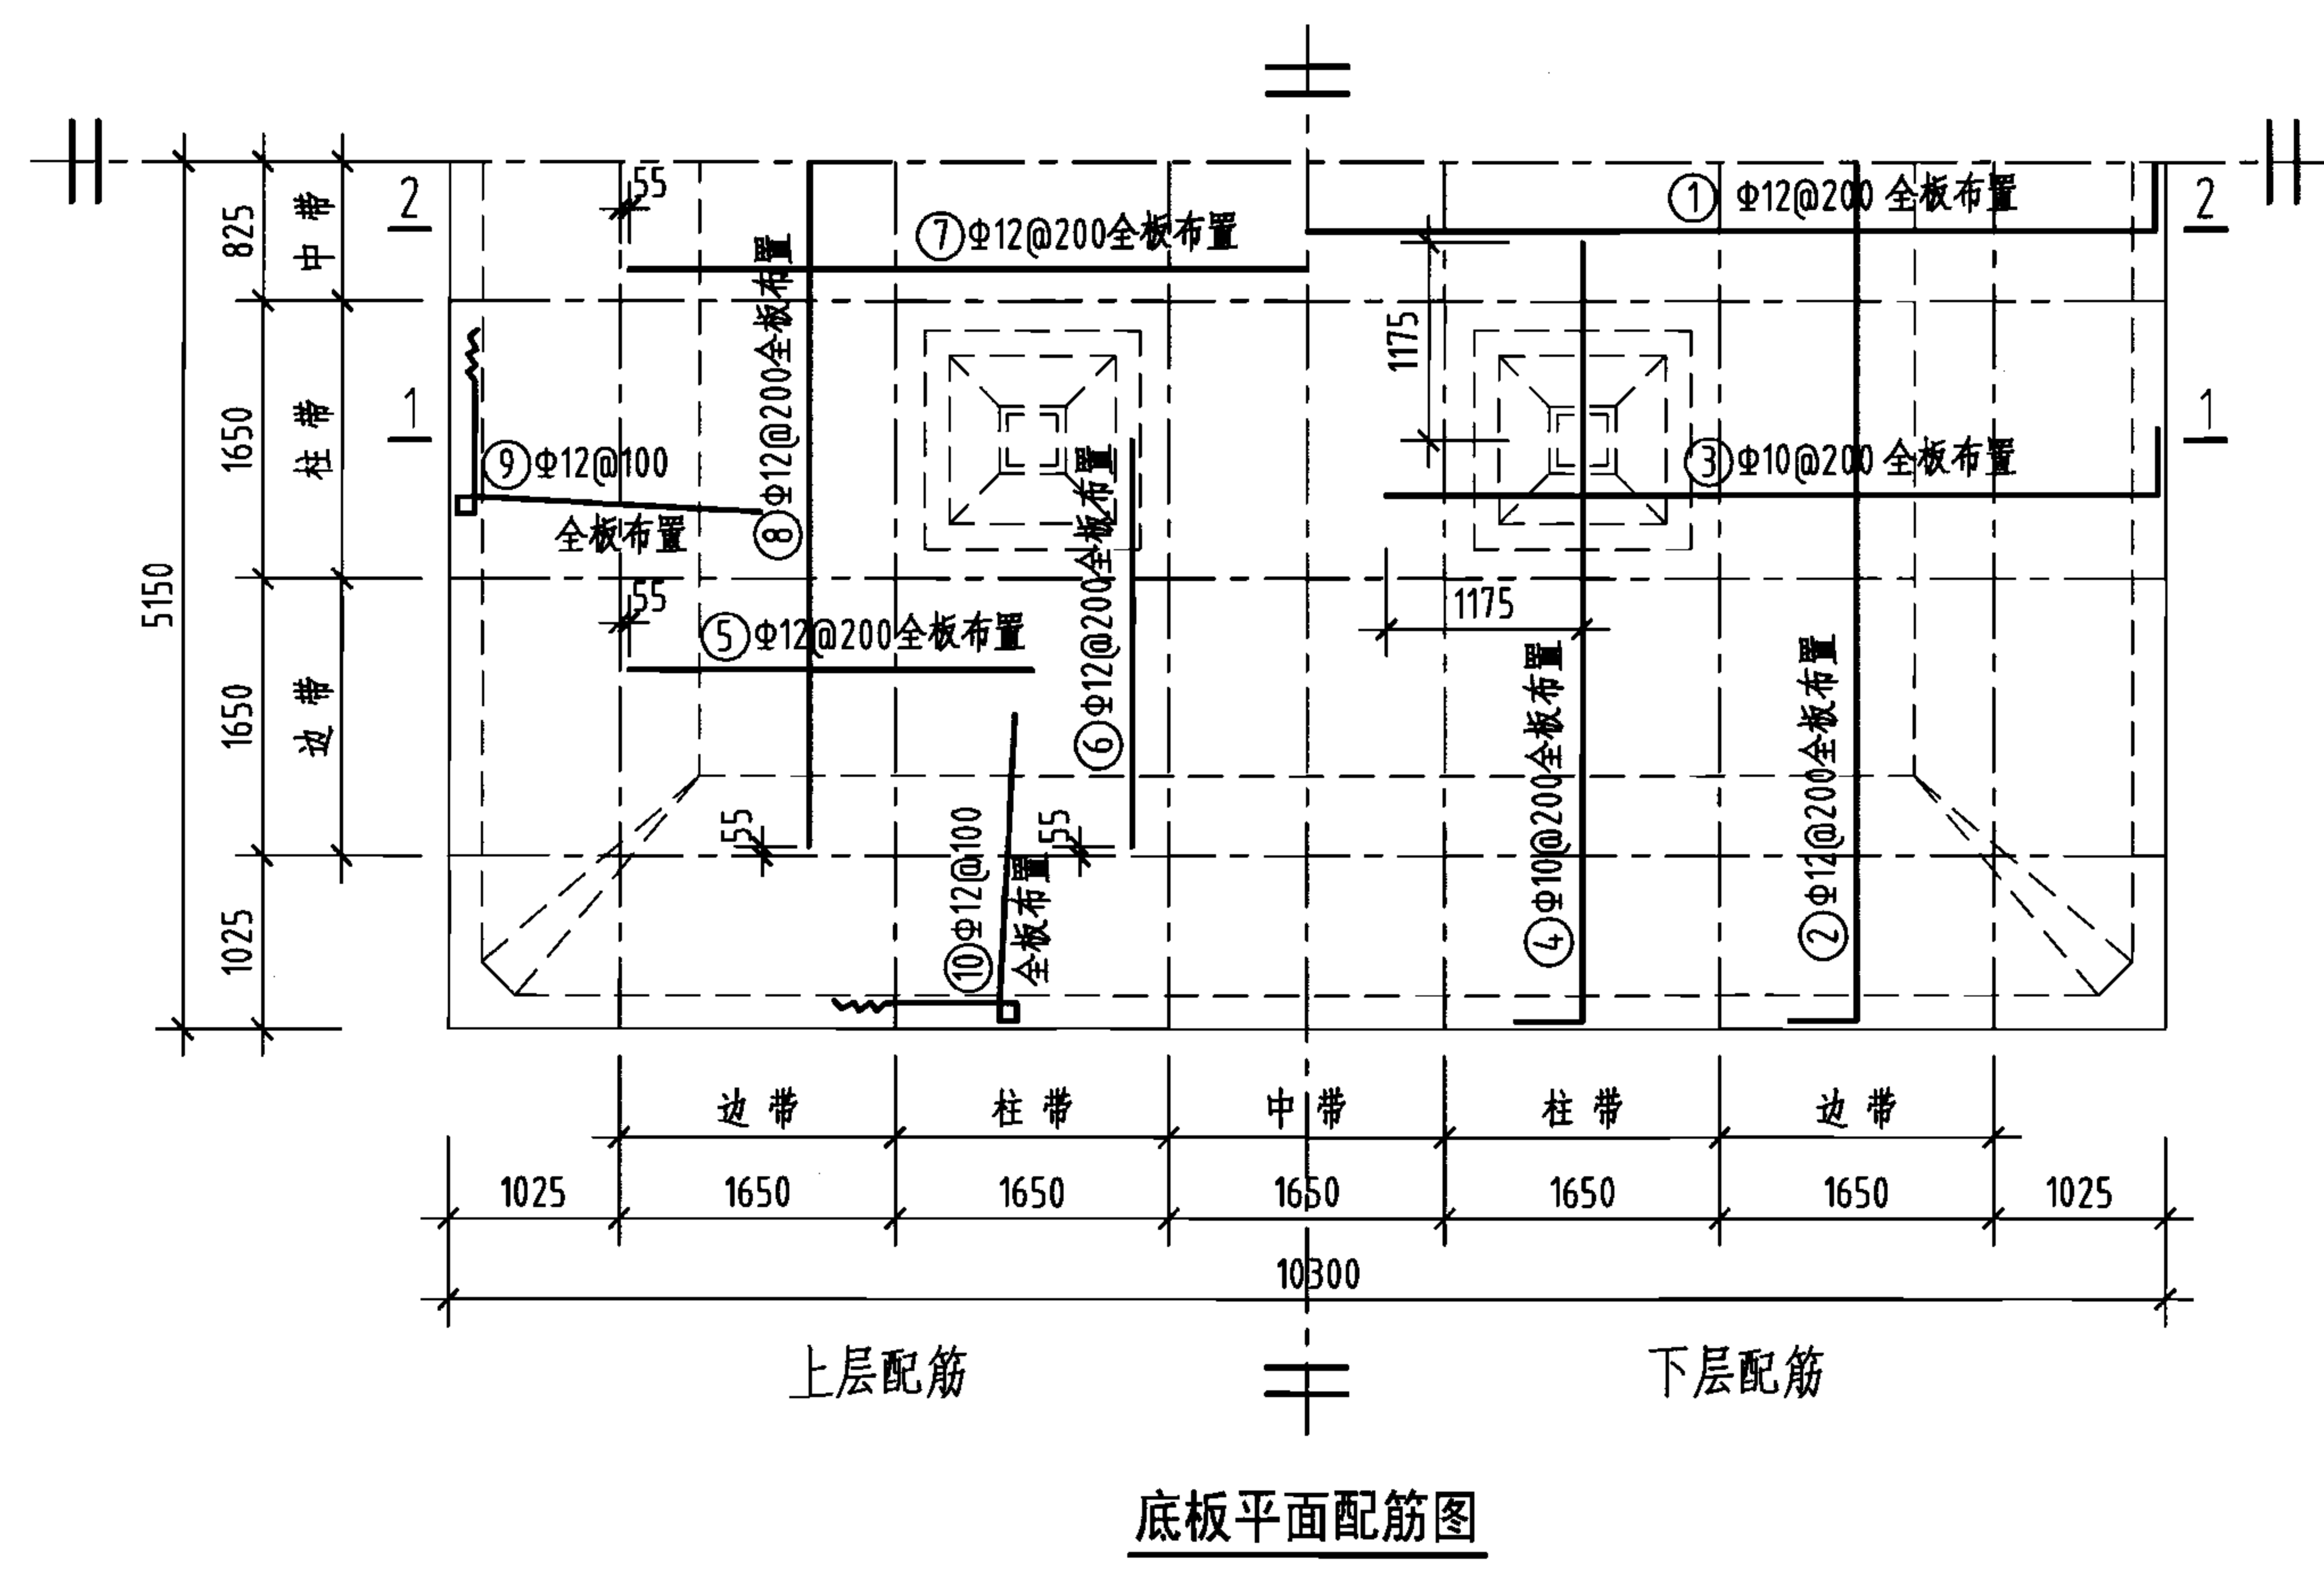 55
2
① Φ12@200 全板布置
2
825
中带
⑦Φ12@200全板布置
⑧Φ12@200全板布置
1175
1
1
1650
柱带
⑨Φ12@100
全板布置
③Φ10@200 全板布置
⑥Φ12@200全板布置
5150
55
⑤Φ12@200全板布置
1175
1650
边带
④Φ10@200全板布置
②Φ12@200全板布置
55
55
⑩Φ12@100
全板布置
1025
边带 柱带 中带 柱带 边带
1025 1650 1650 1650 1650 1650 1025
10300
上层配筋 下层配筋
底板平面配筋图